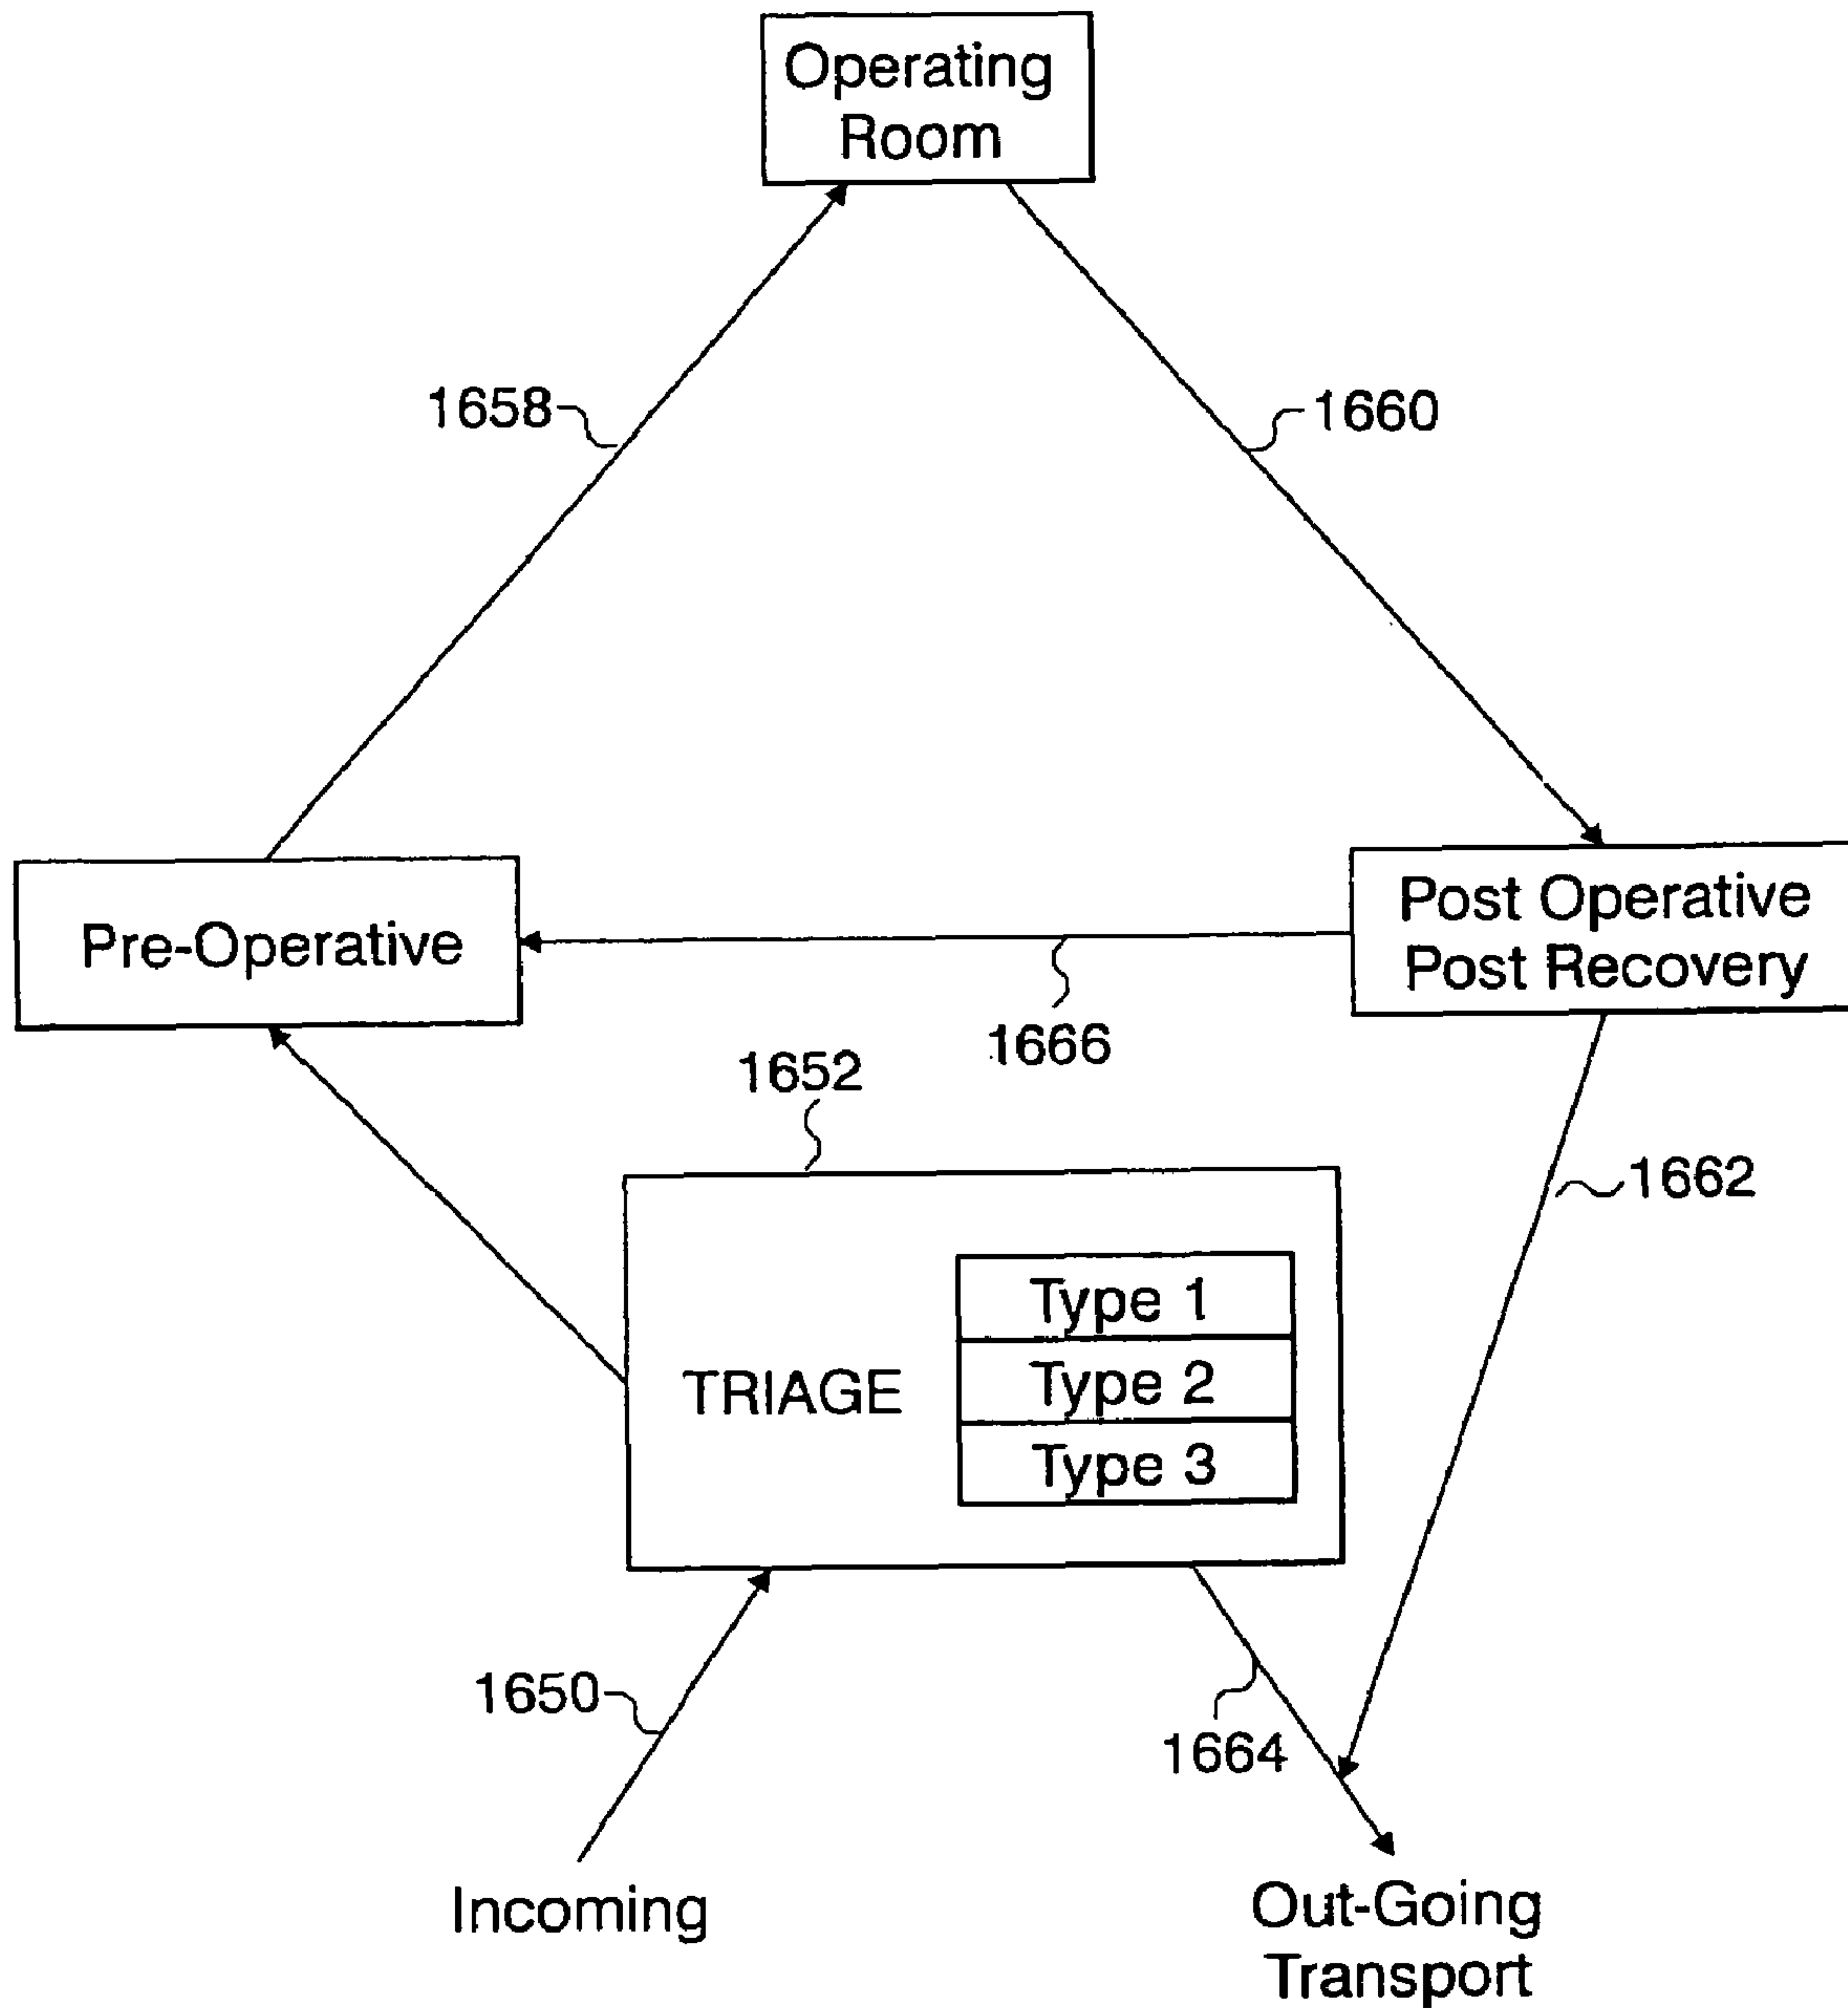 Operating
Room
1658
1660
Pre-Operative
Post Operative
Post Recovery
1666
1652
1662
TRIAGE
Type 1
Type 2
Type 3
1650
1664
Incoming
Out-Going
Transport